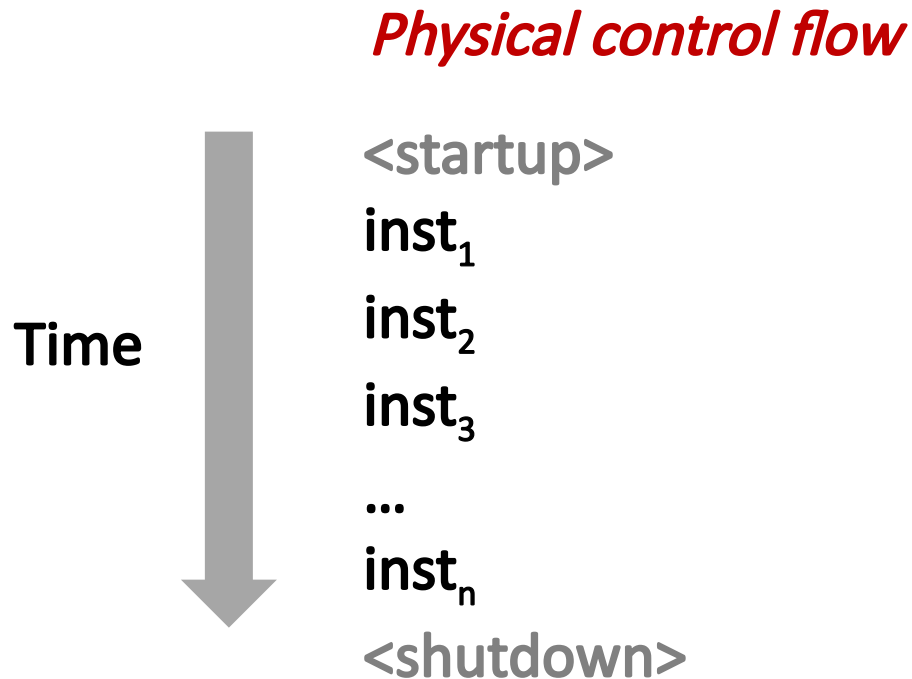 Physical control flow
<startup>
inst₁
inst₂
Time
inst₃
...
instₙ
<shutdown>